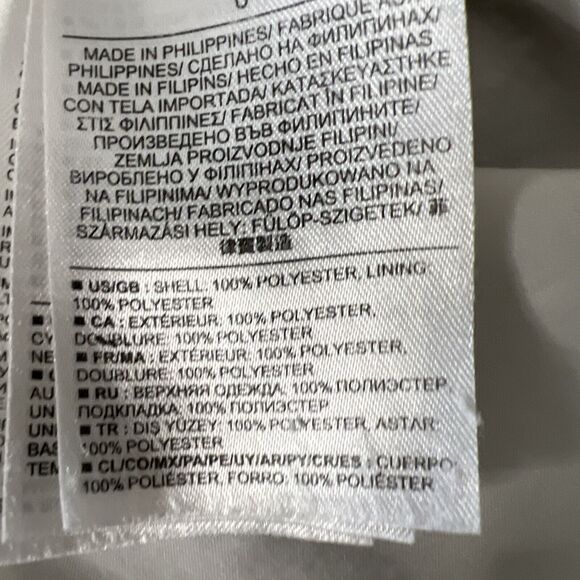 MADE IN PHILIPPINES/ FABRIQUE AUX
PHILIPPINES/ СДЕЛАНО НА ФИЛИПИНАХ/
MADE IN FILIPINS/ HECHO EN FILIPINAS
CON TELA IMPORTADA/ ΚΑΤΑΣΚΕΥΑΣΤΗΚΕ
ΣΤΙΣ ΦΙΛΙΠΠΙΝΕΣ/ FABRICAT ÎN FILIPINE/
ПРОИЗВЕДЕНО ВЪВ ФИЛИПИНИТЕ/
ZEMLJA PROIZVODNJE FILIPINI/
ВИРОБЛЕНО У ФІЛІПІНАХ/ PROIZVEDENO
NA FILIPINIMA/ WYPRODUKOWANO NA
FILIPINACH/ FABRICADO NAS FILIPINAS/
SZÁRMAZÁSI HELY: FÜLÖP-SZIGETEK/ 菲
律賓製造
■ US/GB : SHELL: 100% POLYESTER, LINING:
100% POLYESTER
■ CA : EXTÉRIEUR: 100% POLYESTER,
DOUBLURE: 100% POLYESTER
■ FR/MA : EXTÉRIEUR: 100% POLYESTER,
DOUBLURE: 100% POLYESTER
■ RU : ВЕРХНЯЯ ОДЕЖДА: 100% ПОЛИЭСТЕР,
ПОДКЛАДКА: 100% ПОЛИЭСТЕР
■ TR : DIŞ YÜZEY: 100% POLYESTER, ASTAR:
100% POLYESTER
■ CL/CO/MX/PA/PE/UY/AR/PY/CR/ES : CUERPO:
100% POLIÉSTER, FORRO: 100% POLIÉSTER